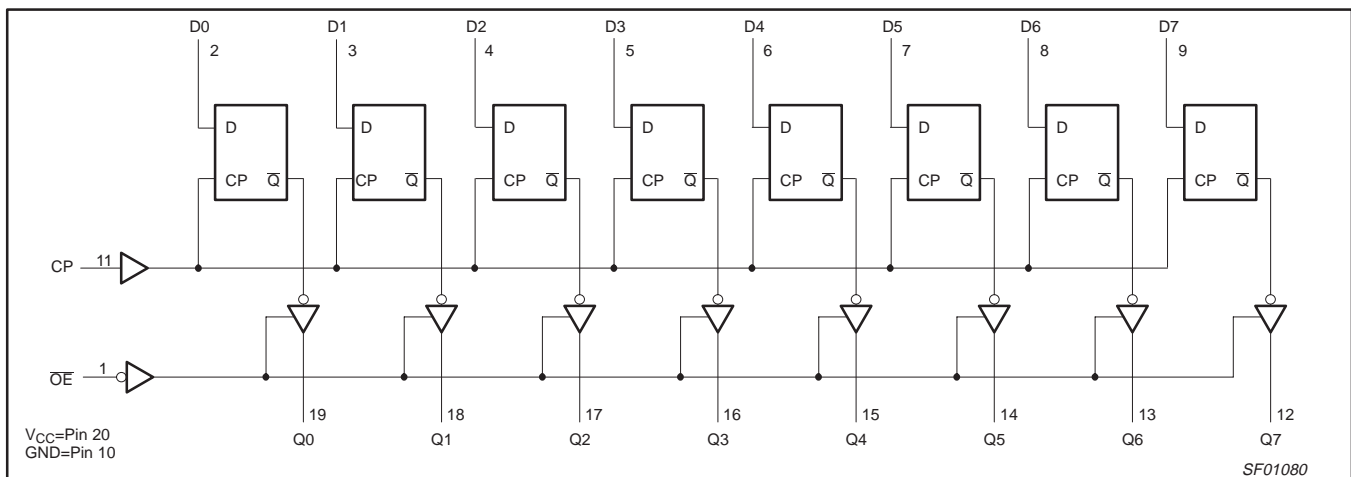 D0 D1 D2 D3 D4 D5 D6 D7
2 3 4 5 6 7 8 9
D D D D D D D D
CP Q̅ CP Q̅ CP Q̅ CP Q̅ CP Q̅ CP Q̅ CP Q̅ CP Q̅
CP 11
O̅E̅ 1
19 18 17 16 15 14 13 12
Q0 Q1 Q2 Q3 Q4 Q5 Q6 Q7
VCC=Pin 20
GND=Pin 10
SF01080